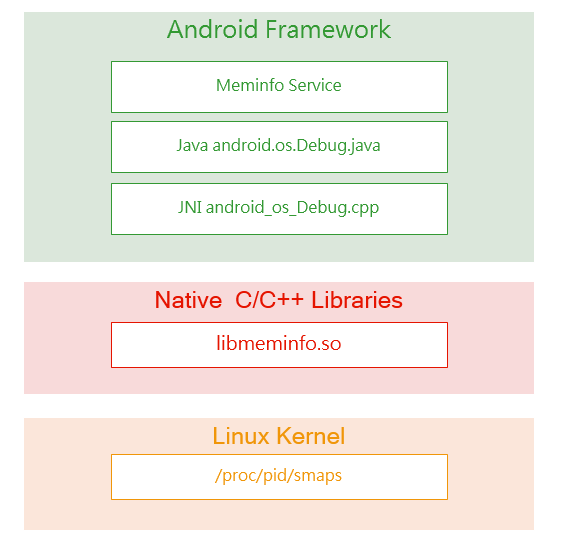 Android Framework
Meminfo Service
Java android.os.Debug.java
JNI android_os_Debug.cpp
Native C/C++ Libraries
libmeminfo.so
Linux Kernel
/proc/pid/smaps